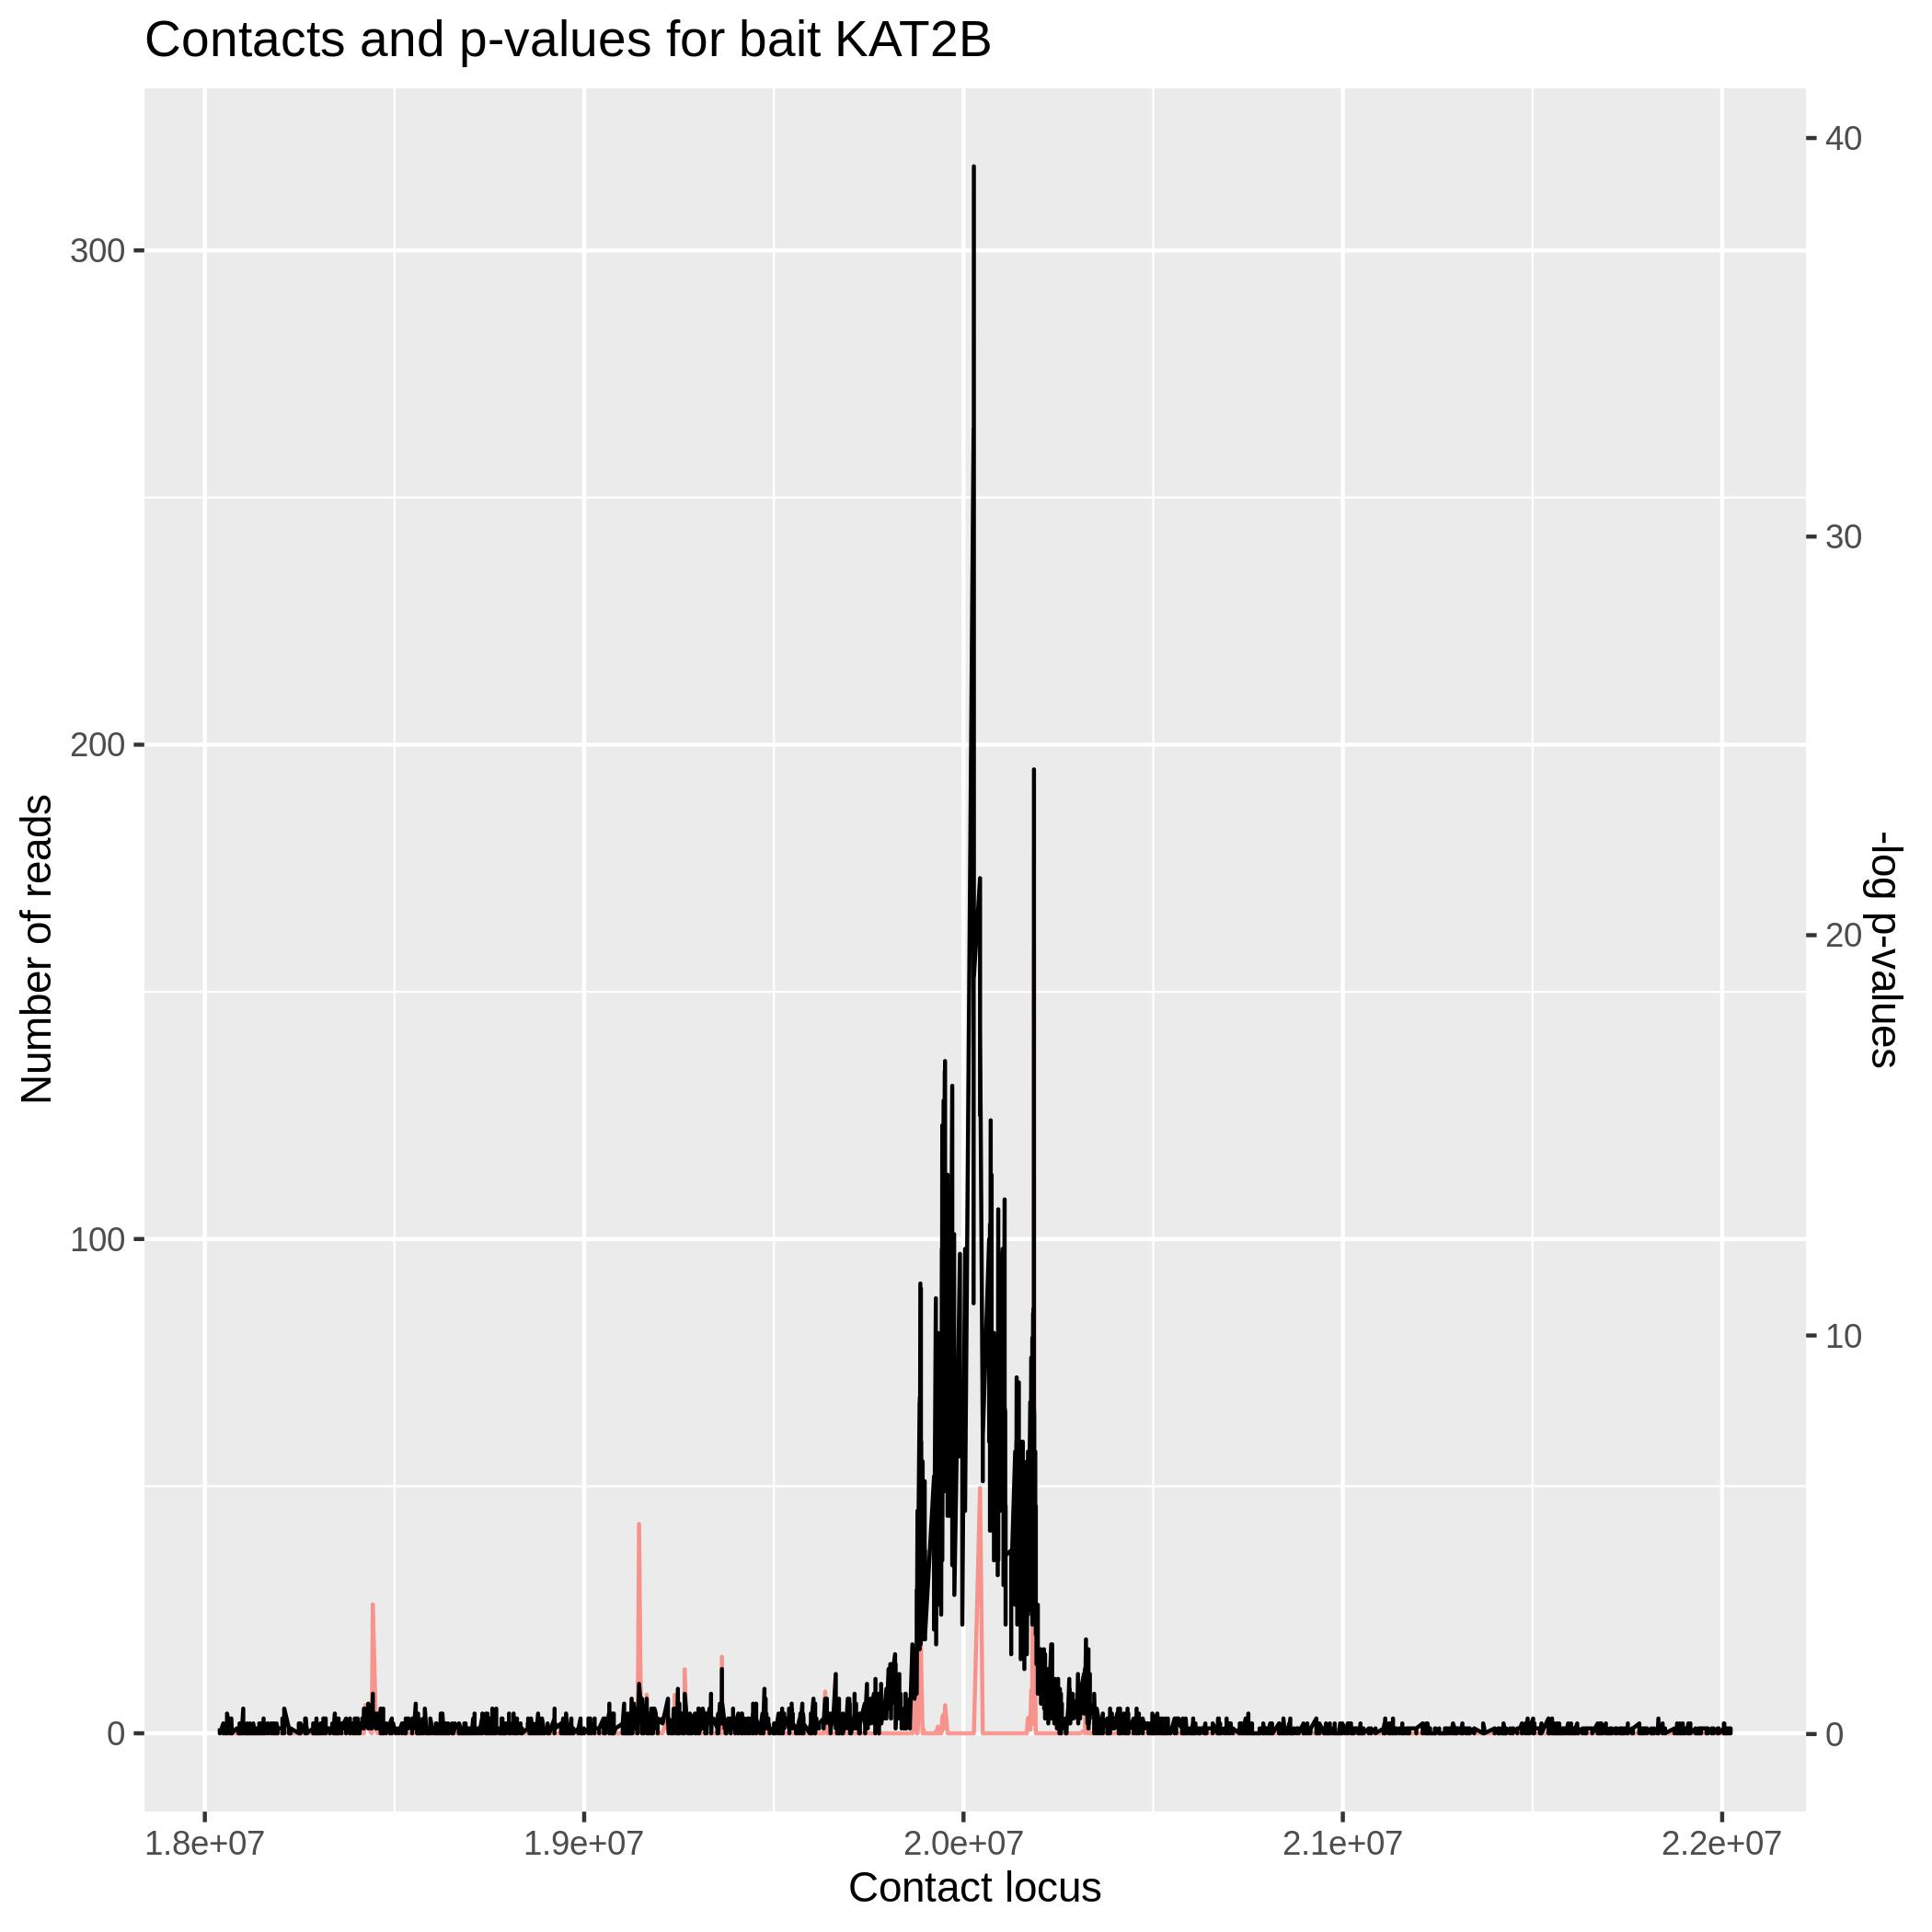 Contacts and p-values for bait KAT2B
Number of reads
300
200
100
0
40
30
20
10
0
-log p-values
1.8e+07
1.9e+07
2.0e+07
2.1e+07
2.2e+07
Contact locus